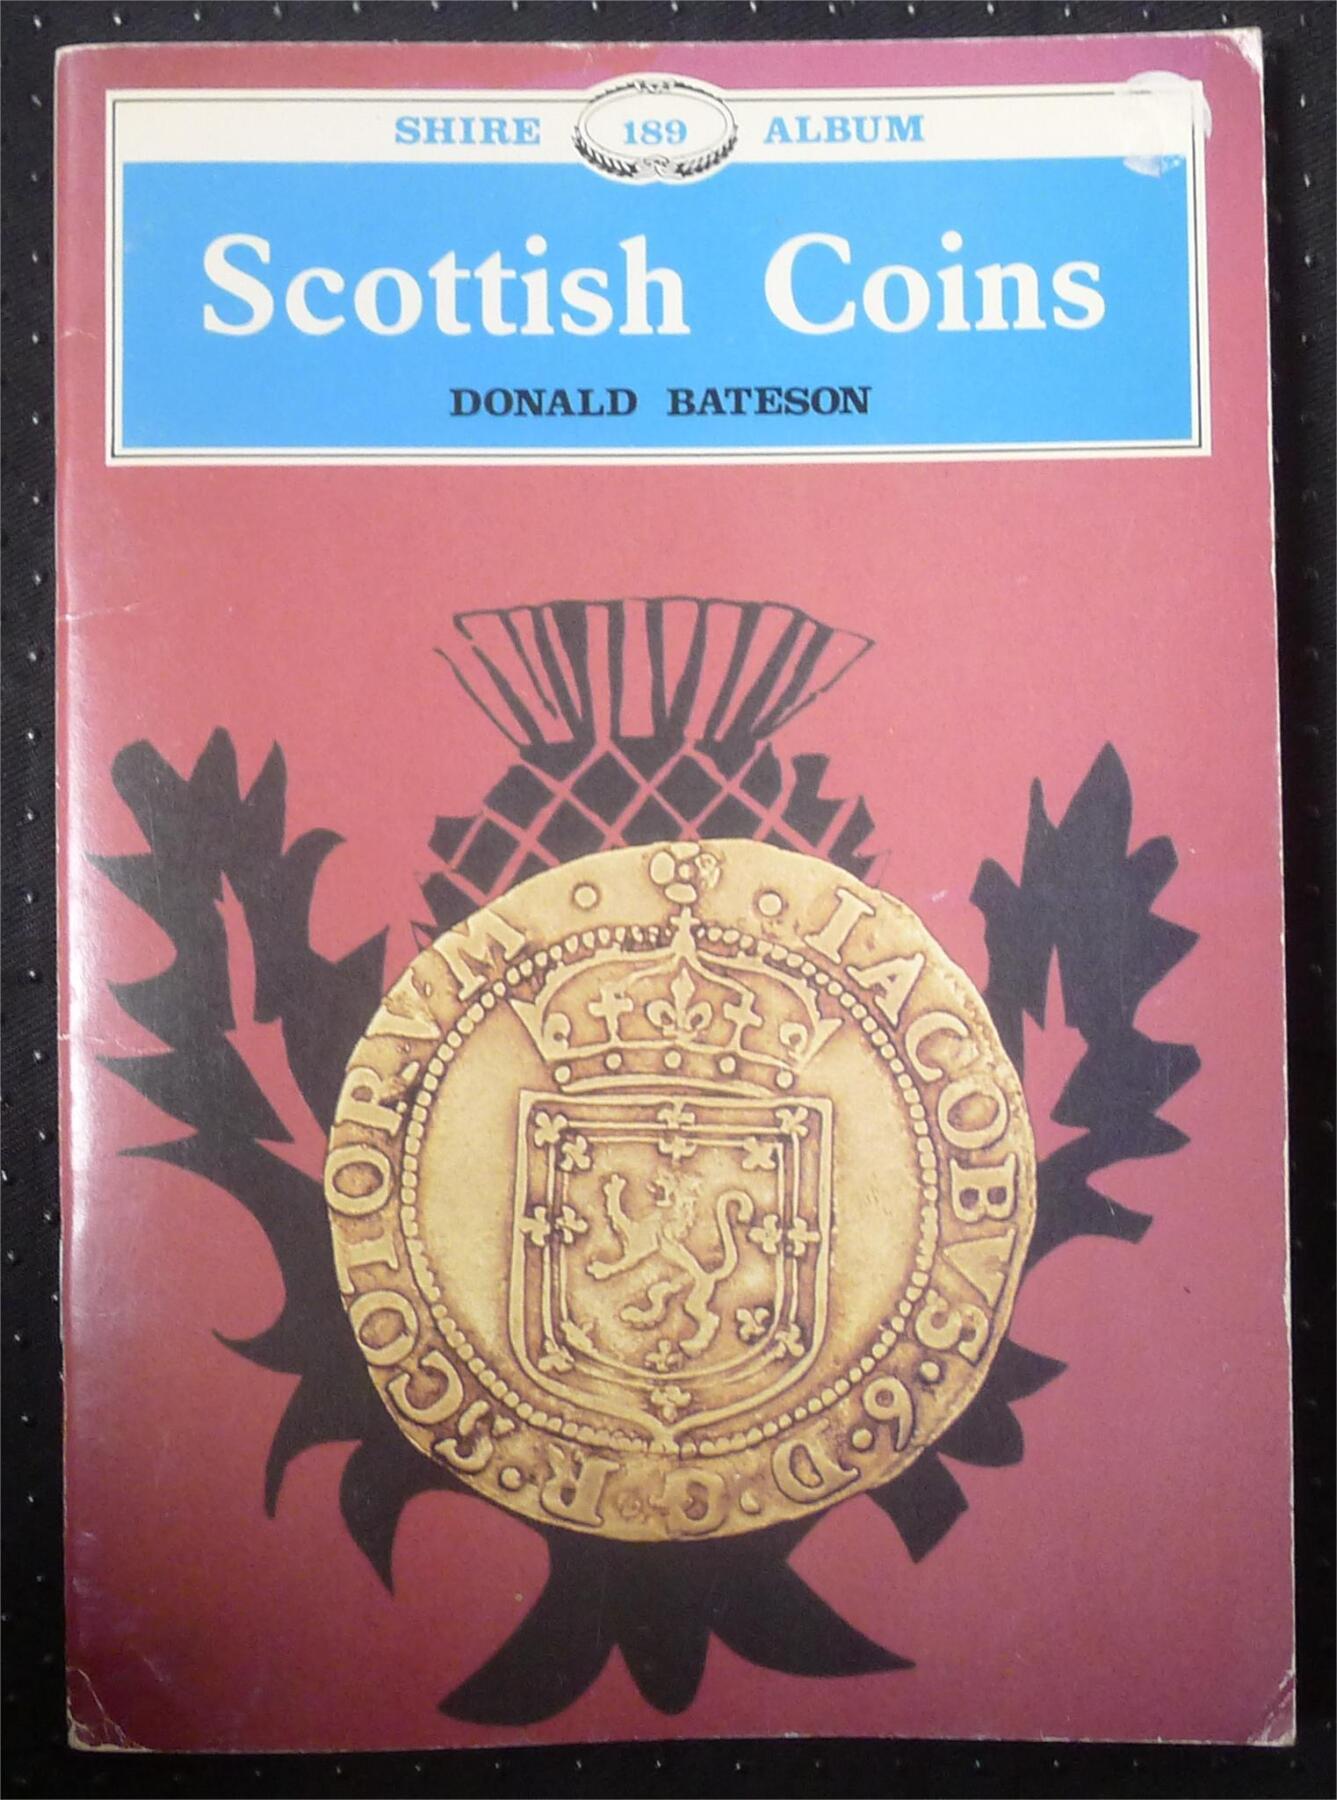 SHIRE 189 ALBUM
Scottish Coins
DONALD BATESON
· IACOBVS · 6 · D · G · R · SCOTORVM ·